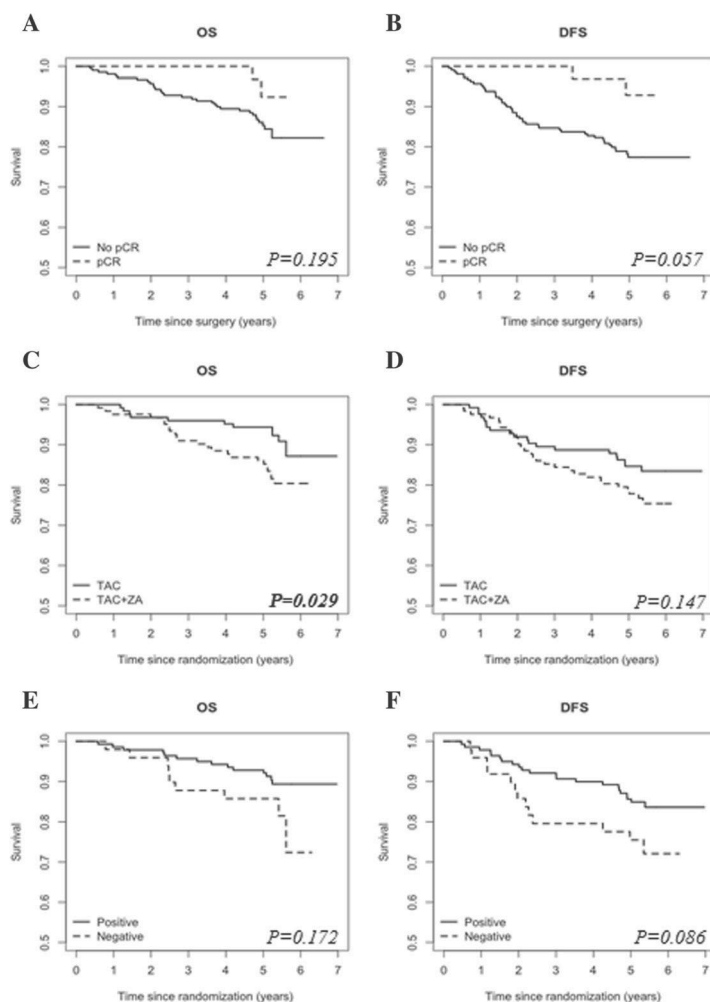 A
OS
Survival
1.0
0.9
0.8
0.7
0.6
0.5
No pCR
pCR
P=0.195
0 1 2 3 4 5 6 7
Time since surgery (years)
B
DFS
Survival
1.0
0.9
0.8
0.7
0.6
0.5
No pCR
pCR
P=0.057
0 1 2 3 4 5 6 7
Time since surgery (years)
C
OS
Survival
1.0
0.9
0.8
0.7
0.6
0.5
TAC
TAC+ZA
P=0.029
0 1 2 3 4 5 6 7
Time since randomization (years)
D
DFS
Survival
1.0
0.9
0.8
0.7
0.6
0.5
TAC
TAC+ZA
P=0.147
0 1 2 3 4 5 6 7
Time since randomization (years)
E
OS
Survival
1.0
0.9
0.8
0.7
0.6
0.5
Positive
Negative
P=0.172
0 1 2 3 4 5 6 7
Time since randomization (years)
F
DFS
Survival
1.0
0.9
0.8
0.7
0.6
0.5
Positive
Negative
P=0.086
0 1 2 3 4 5 6 7
Time since randomization (years)